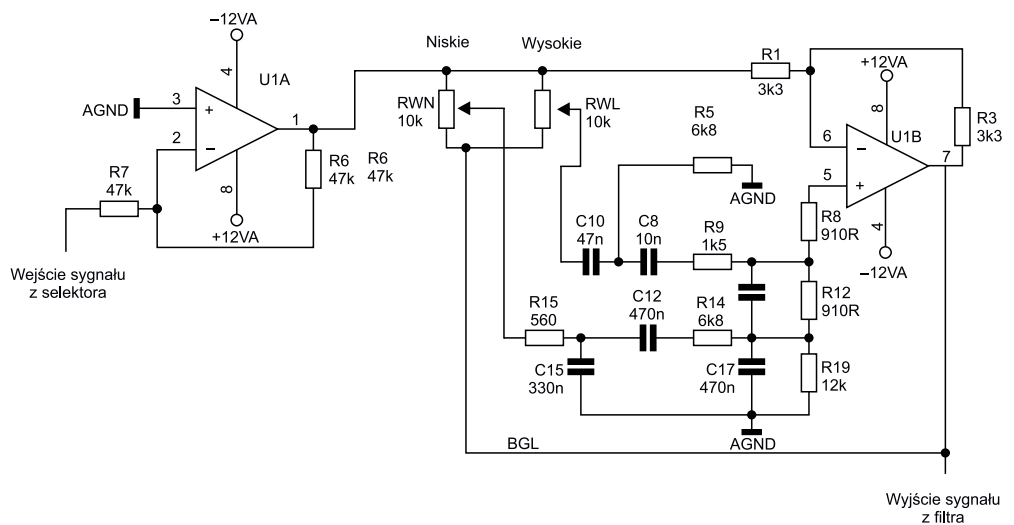 –12VA
4
U1A
AGND
3
+
2
–
1
8
+12VA
R7
47k
R6
47k
R6
47k
Wejście sygnału
z selektora
Niskie
Wysokie
RWN
10k
RWL
10k
R1
3k3
R5
6k8
AGND
+12VA
8
6
–
U1B
5
+
7
4
–12VA
R3
3k3
C10
47n
C8
10n
R9
1k5
R8
910R
R12
910R
R15
560
C12
470n
R14
6k8
C15
330n
C17
470n
R19
12k
AGND
BGL
Wyjście sygnału
z filtra